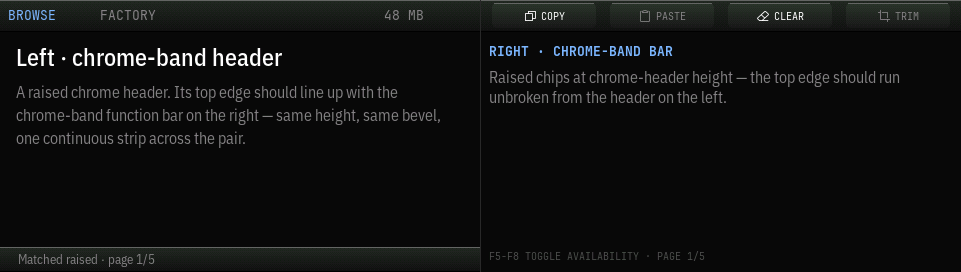 BROWSE FACTORY 48 MB
Left · chrome-band header
A raised chrome header. Its top edge should line up with the
chrome-band function bar on the right — same height, same bevel,
one continuous strip across the pair.
Matched raised · page 1/5
COPY PASTE CLEAR TRIM
RIGHT · CHROME-BAND BAR
Raised chips at chrome-header height — the top edge should run
unbroken from the header on the left.
F5-F8 TOGGLE AVAILABILITY · PAGE 1/5